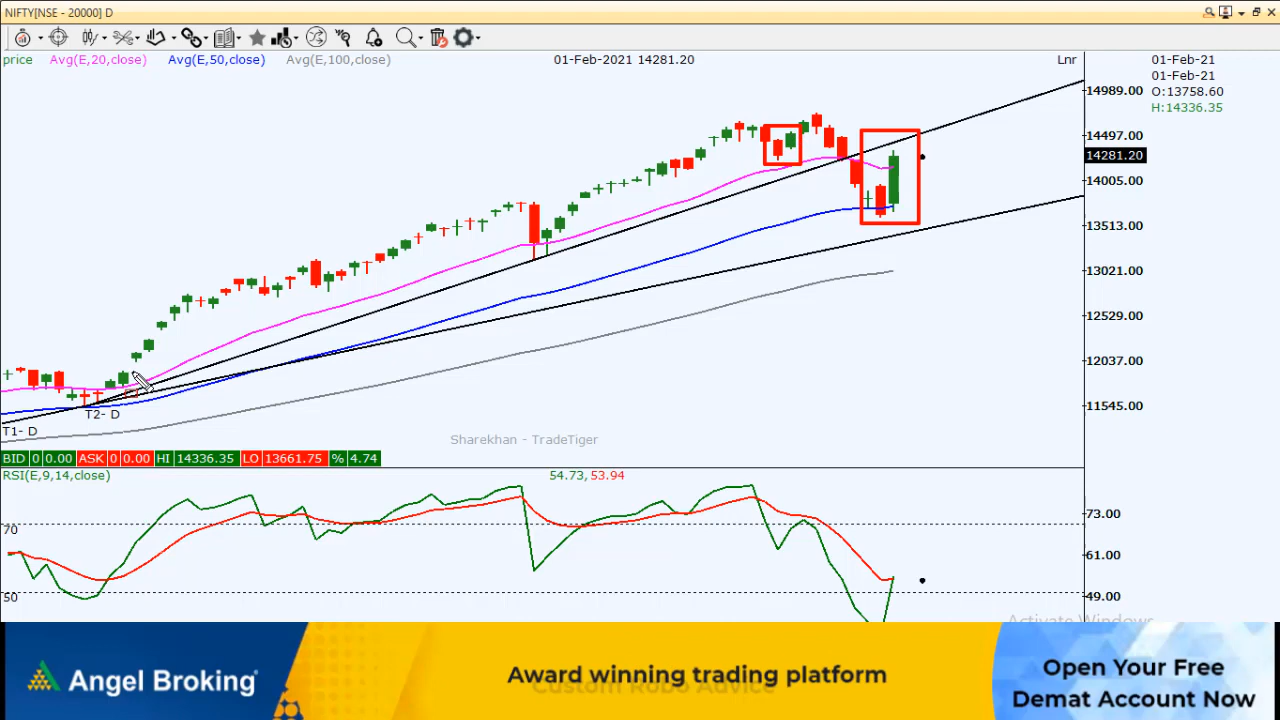 NIFTY[NSE - 20000] D
price Avg(E,20,close) Avg(E,50,close) Avg(E,100,close) 01-Feb-2021 14281.20 Lnr
01-Feb-21
01-Feb-21
O:13758.60
H:14336.35
14989.00
14497.00
14281.20
14005.00
13513.00
13021.00
12529.00
12037.00
11545.00
T2- D
T1- D
Sharekhan - TradeTiger
BID 0 0.00 ASK 0 0.00 HI 14336.35 LO 13661.75 % 4.74
RSI(E,9,14,close) 54.73, 53.94
70
50
73.00
61.00
49.00
Activate Windows
Angel Broking
Award winning trading platform
Custom Robo Advice
Open Your Free
Demat Account Now